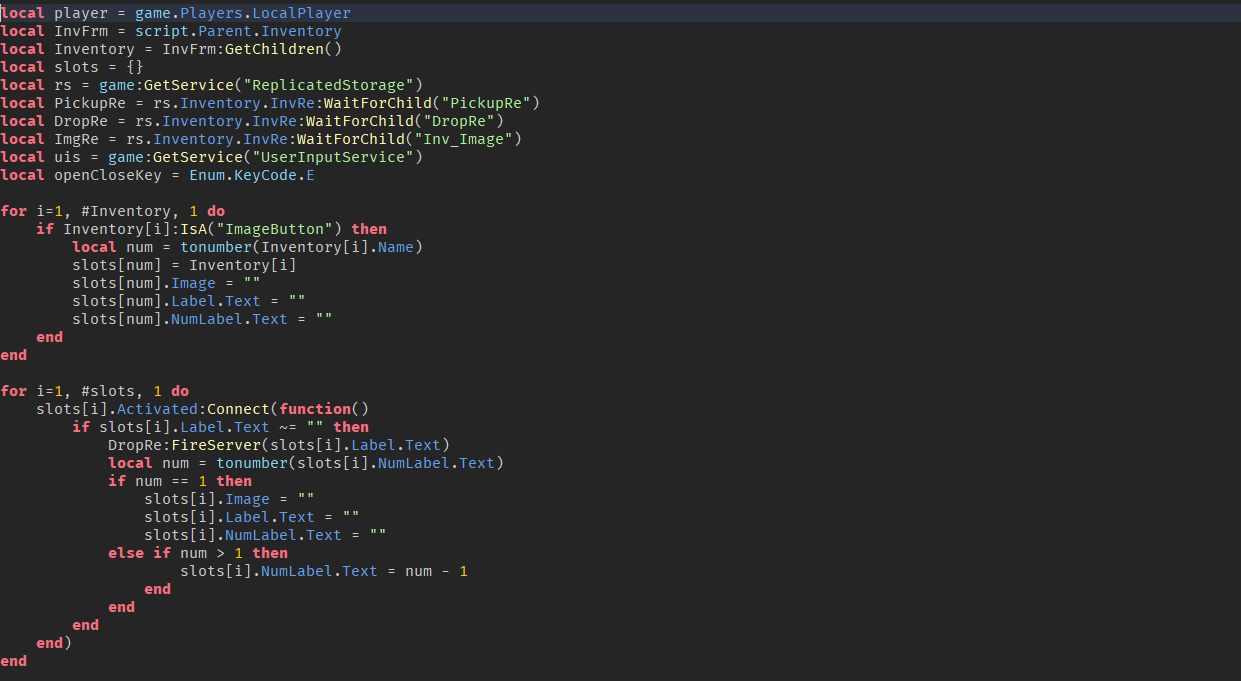 local player = game.Players.LocalPlayer
local InvFrm = script.Parent.Inventory
local Inventory = InvFrm:GetChildren()
local slots = {}
local rs = game:GetService("ReplicatedStorage")
local PickupRe = rs.Inventory.InvRe:WaitForChild("PickupRe")
local DropRe = rs.Inventory.InvRe:WaitForChild("DropRe")
local ImgRe = rs.Inventory.InvRe:WaitForChild("Inv_Image")
local uis = game:GetService("UserInputService")
local openCloseKey = Enum.KeyCode.E

for i=1, #Inventory, 1 do
    if Inventory[i]:IsA("ImageButton") then
        local num = tonumber(Inventory[i].Name)
        slots[num] = Inventory[i]
        slots[num].Image = ""
        slots[num].Label.Text = ""
        slots[num].NumLabel.Text = ""
    end
end

for i=1, #slots, 1 do
    slots[i].Activated:Connect(function()
        if slots[i].Label.Text ~= "" then
            DropRe:FireServer(slots[i].Label.Text)
            local num = tonumber(slots[i].NumLabel.Text)
            if num == 1 then
                slots[i].Image = ""
                slots[i].Label.Text = ""
                slots[i].NumLabel.Text = ""
            else if num > 1 then
                    slots[i].NumLabel.Text = num - 1
                end
            end
        end
    end)
end